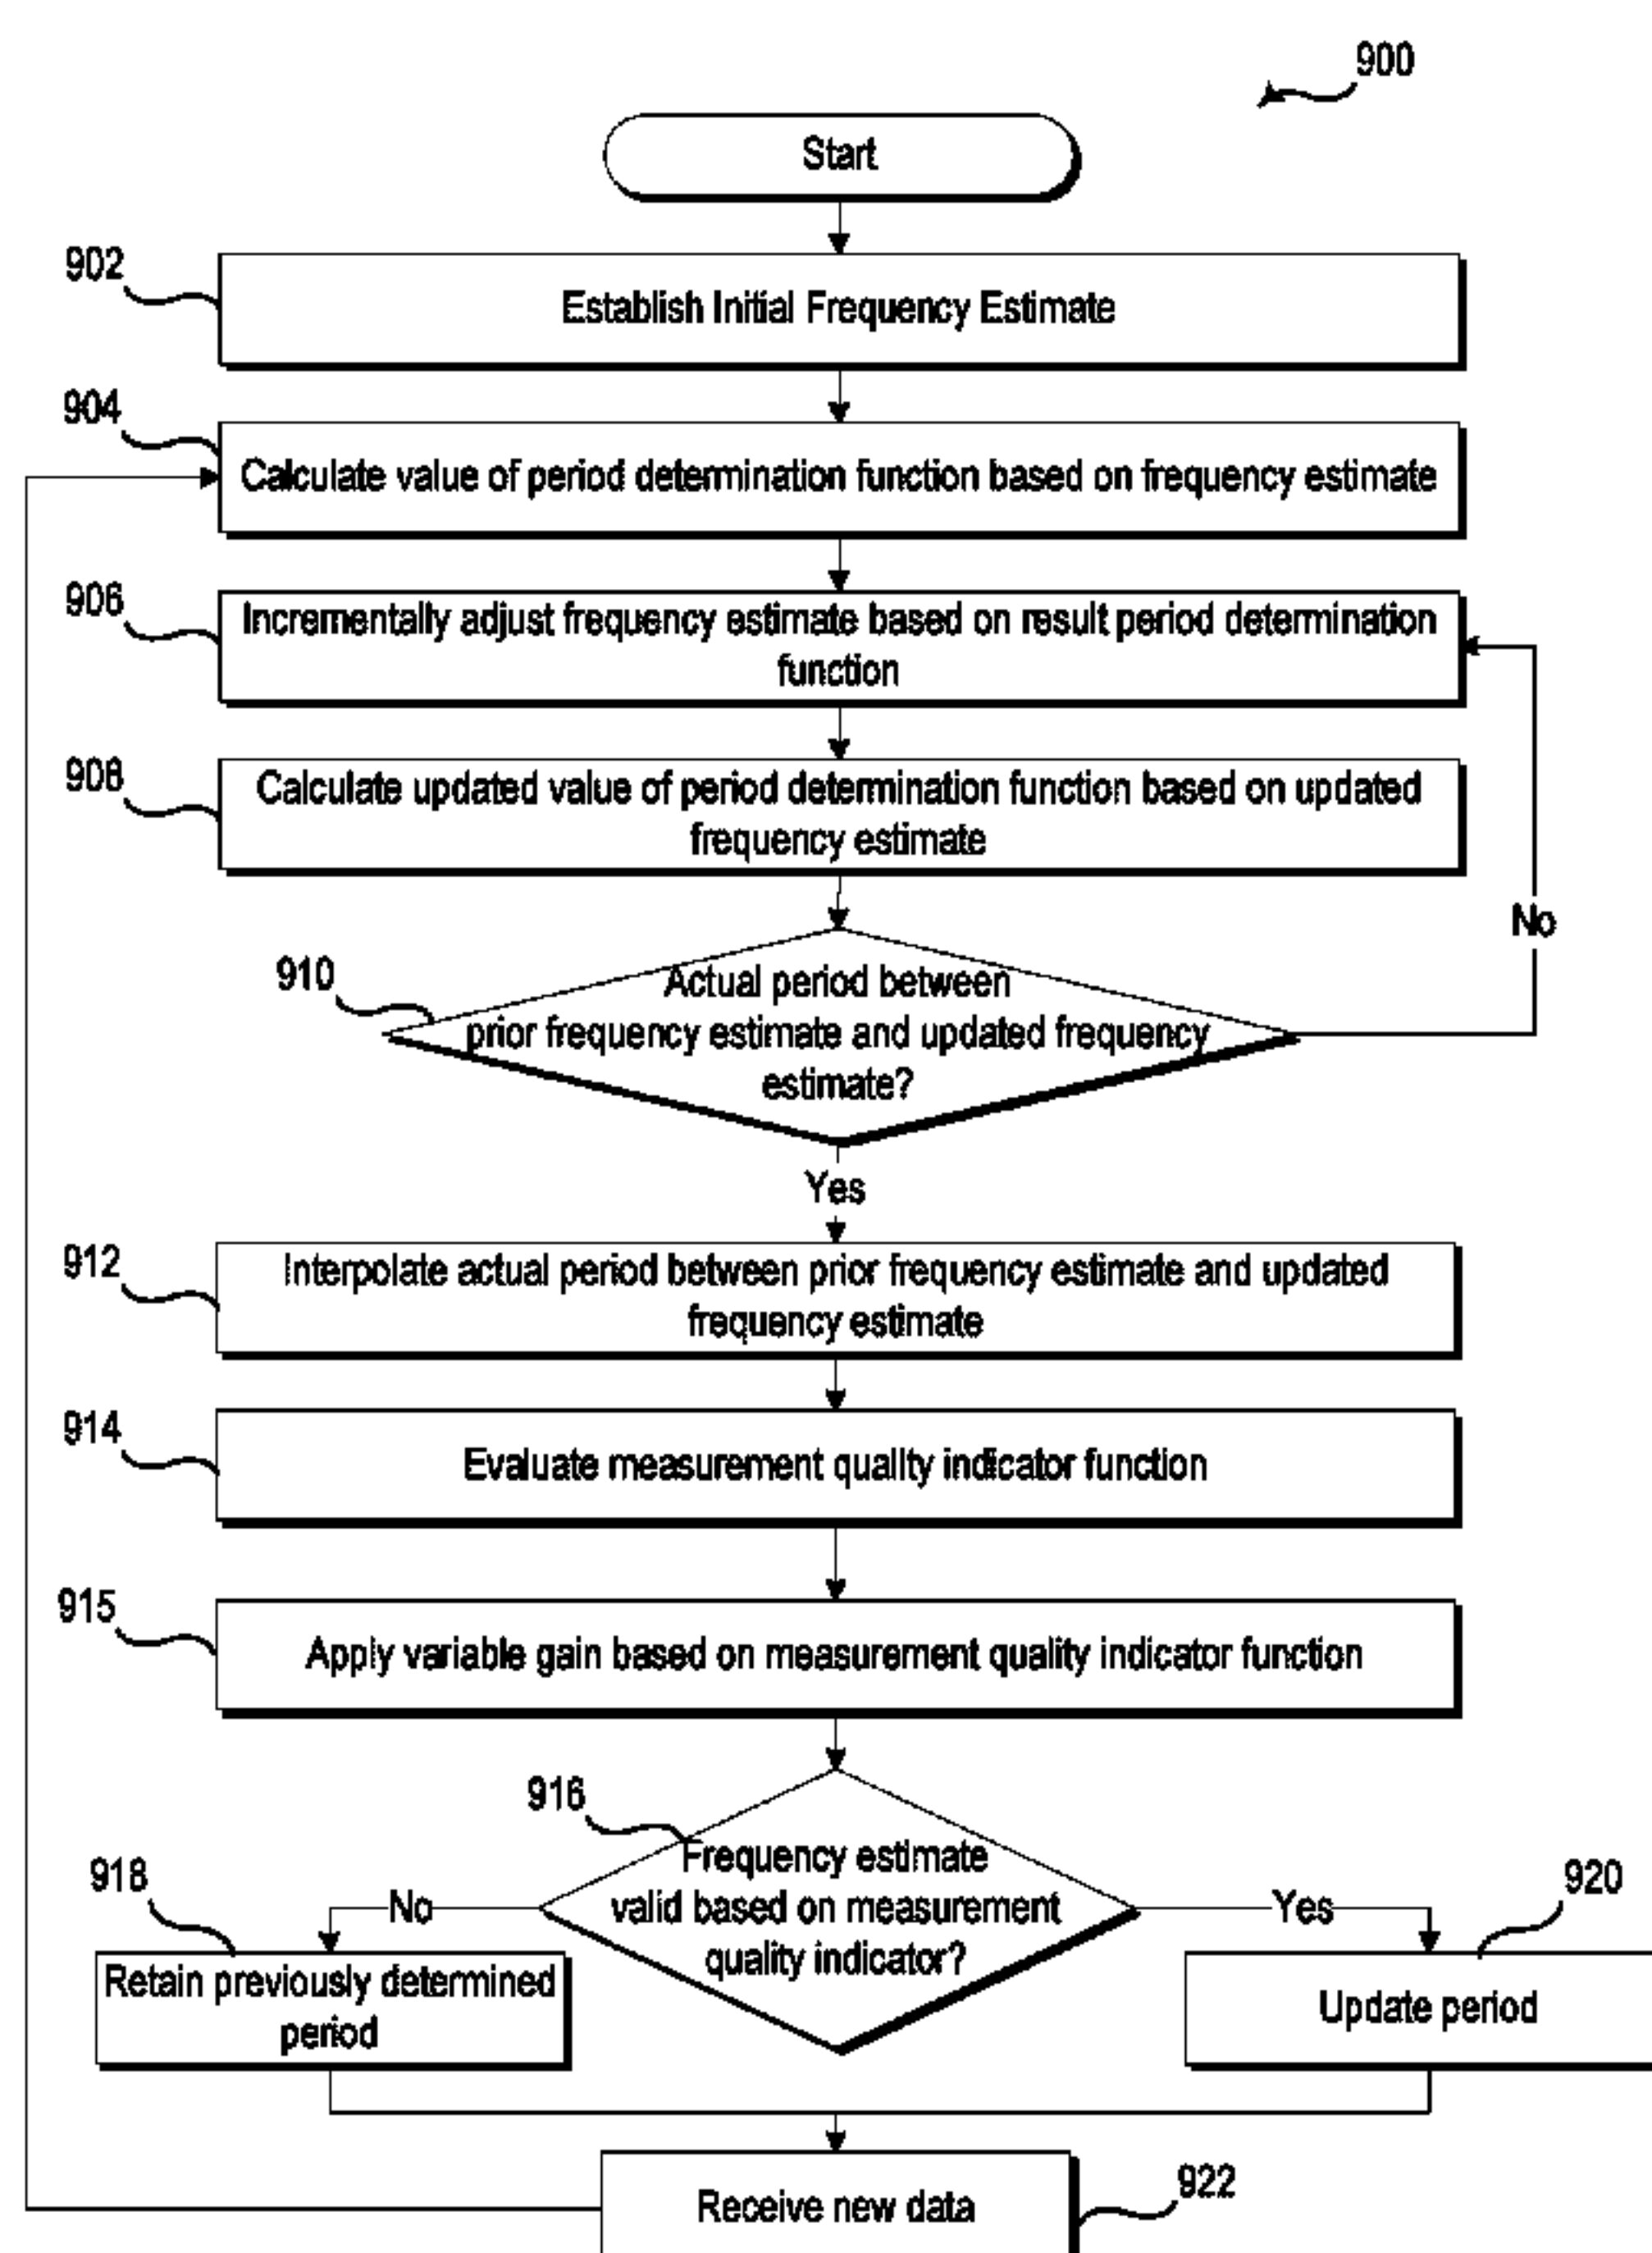 900
Start
902
Establish Initial Frequency Estimate
904
Calculate value of period determination function based on frequency estimate
906
Incrementally adjust frequency estimate based on result period determination
function
908
Calculate updated value of period determination function based on updated
frequency estimate
No
910
Actual period between
prior frequency estimate and updated frequency
estimate?
Yes
912
Interpolate actual period between prior frequency estimate and updated
frequency estimate
914
Evaluate measurement quality indicator function
915
Apply variable gain based on measurement quality indicator function
916
Frequency estimate
valid based on measurement
quality indicator?
No
Yes
918
Retain previously determined
period
920
Update period
Receive new data
922